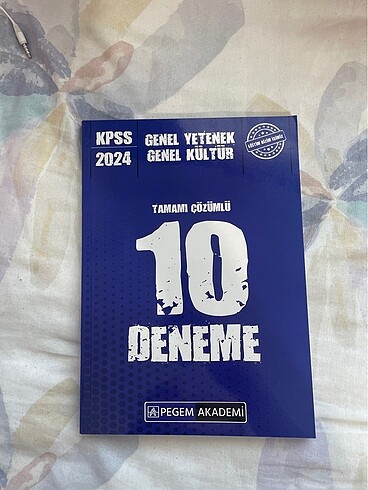 KPSS
2024
GENEL YETENEK
GENEL KÜLTÜR
TAMAMI ÇÖZÜMLÜ
10
DENEME
PEGEM AKADEMİ